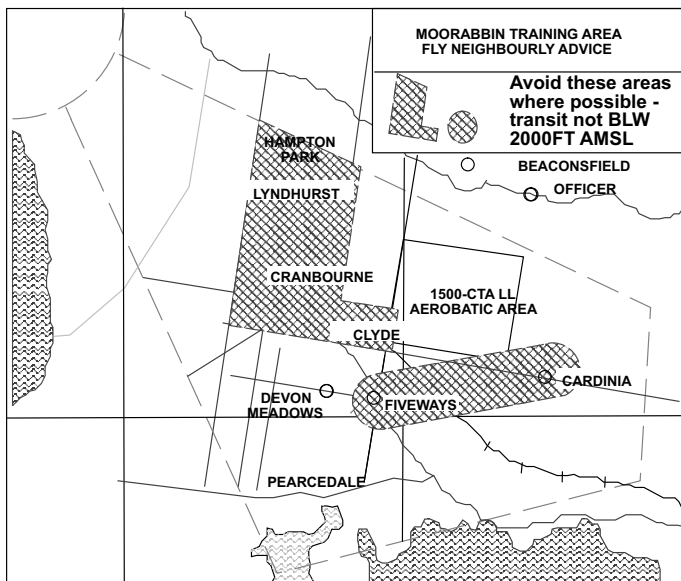 MOORABBIN TRAINING AREA
FLY NEIGHBOURLY ADVICE
Avoid these areas
where possible -
transit not BLW
2000FT AMSL
HAMPTON
PARK
BEACONSFIELD
LYNDHURST
OFFICER
CRANBOURNE
1500-CTA LL
AEROBATIC AREA
CLYDE
CARDINIA
DEVON
MEADOWS
FIVEWAYS
PEARCEDALE